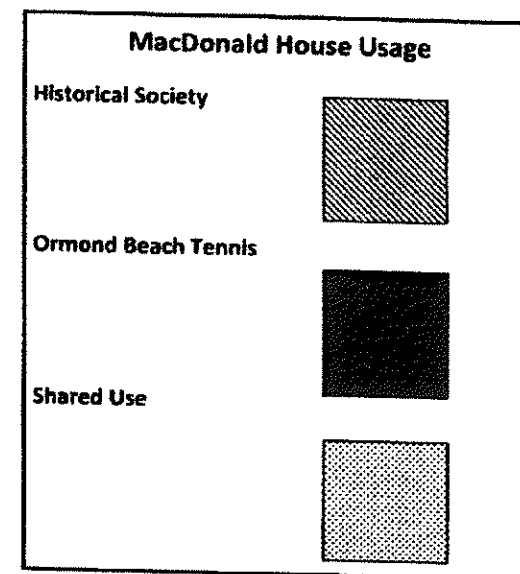 MacDonald House Usage
Historical Society
Ormond Beach Tennis
Shared Use